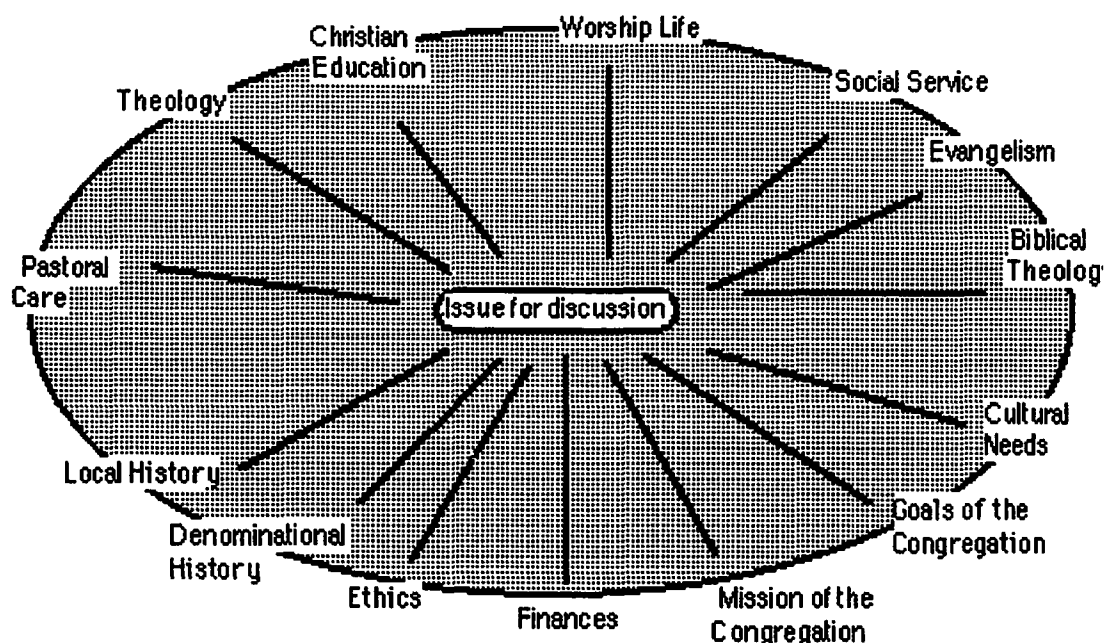 Worship Life
Christian
Education
Social Service
Theology
Evangelism
Biblical
Theology
Pastoral
Care
Issue for discussion
Cultural
Needs
Local History
Goals of the
Congregation
Denominational
History
Ethics
Finances
Mission of the
Congregation